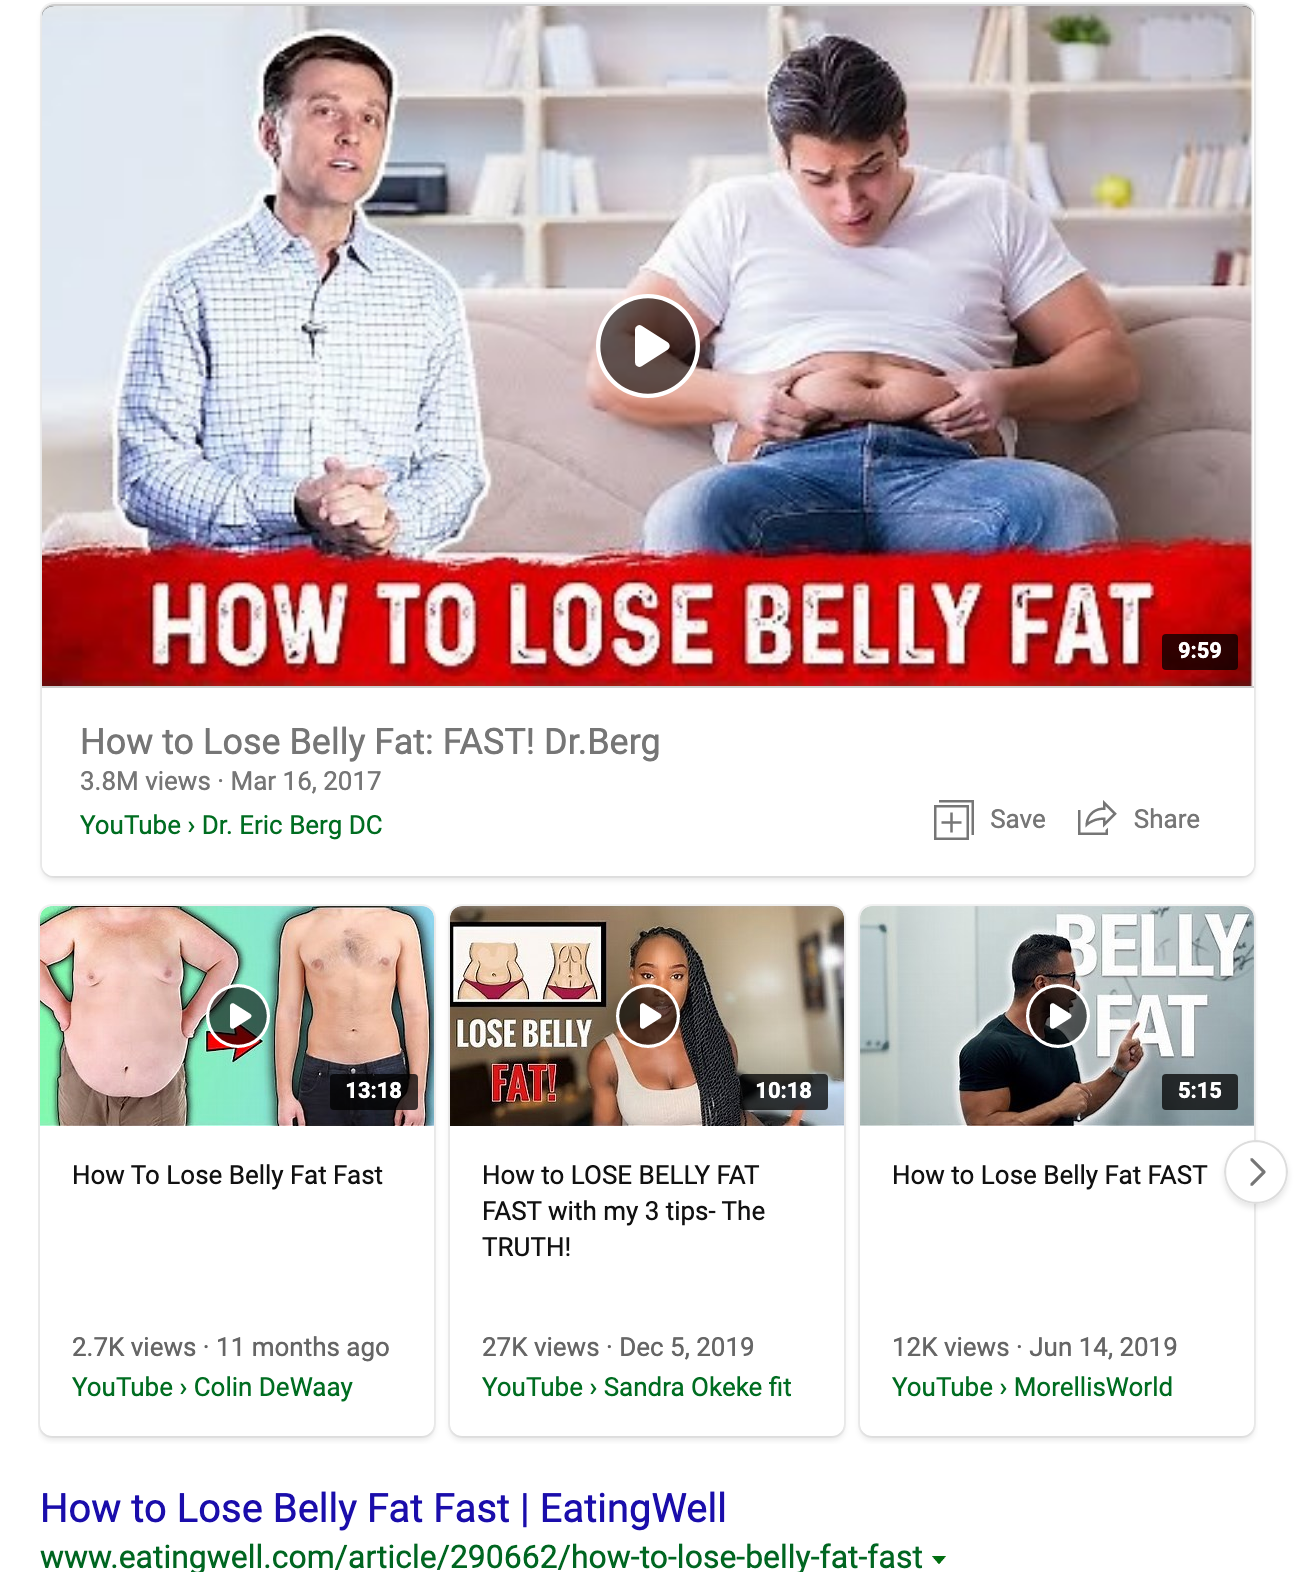 HOW TO LOSE BELLY FAT
9:59
How to Lose Belly Fat: FAST! Dr.Berg
3.8M views · Mar 16, 2017
YouTube › Dr. Eric Berg DC
Save
Share
13:18
LOSE BELLY
FAT!
10:18
BELLY
FAT
5:15
How To Lose Belly Fat Fast
2.7K views · 11 months ago
YouTube › Colin DeWaay
How to LOSE BELLY FAT
FAST with my 3 tips- The
TRUTH!
27K views · Dec 5, 2019
YouTube › Sandra Okeke fit
How to Lose Belly Fat FAST
12K views · Jun 14, 2019
YouTube › MorellisWorld
How to Lose Belly Fat Fast | EatingWell
www.eatingwell.com/article/290662/how-to-lose-belly-fat-fast